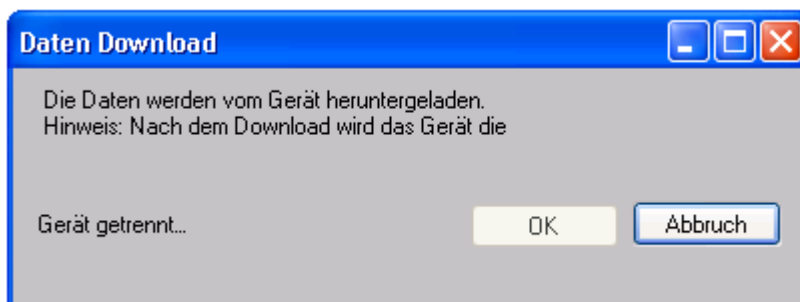 Daten Download
Die Daten werden vom Gerät heruntergeladen.
Hinweis: Nach dem Download wird das Gerät die
Gerät getrennt...
OK
Abbruch